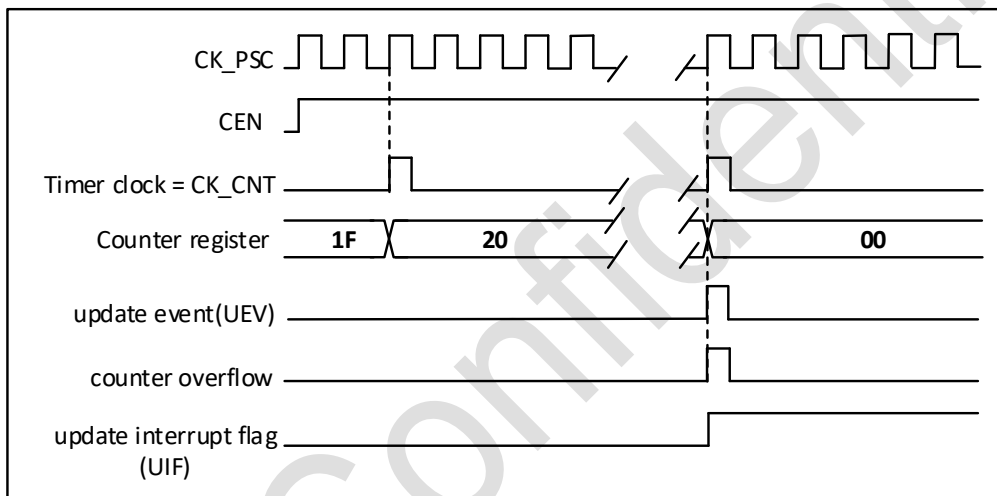 CK_PSC
CEN
Timer clock = CK_CNT
Counter register
1F
20
00
update event(UEV)
counter overflow
update interrupt flag
(UIF)
Confidential